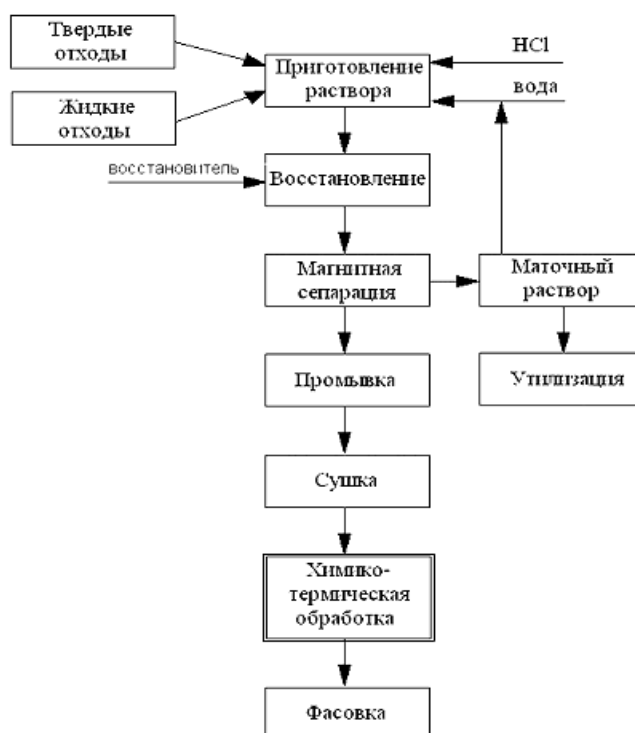 Твердые
отходы
HCl
Приготовление
раствора
вода
Жидкие
отходы
восстановитель
Восстановление
Магнитная
сепарация
Маточный
раствор
Промывка
Утилизация
Сушка
Химико-
термическая
обработка
Фасовка